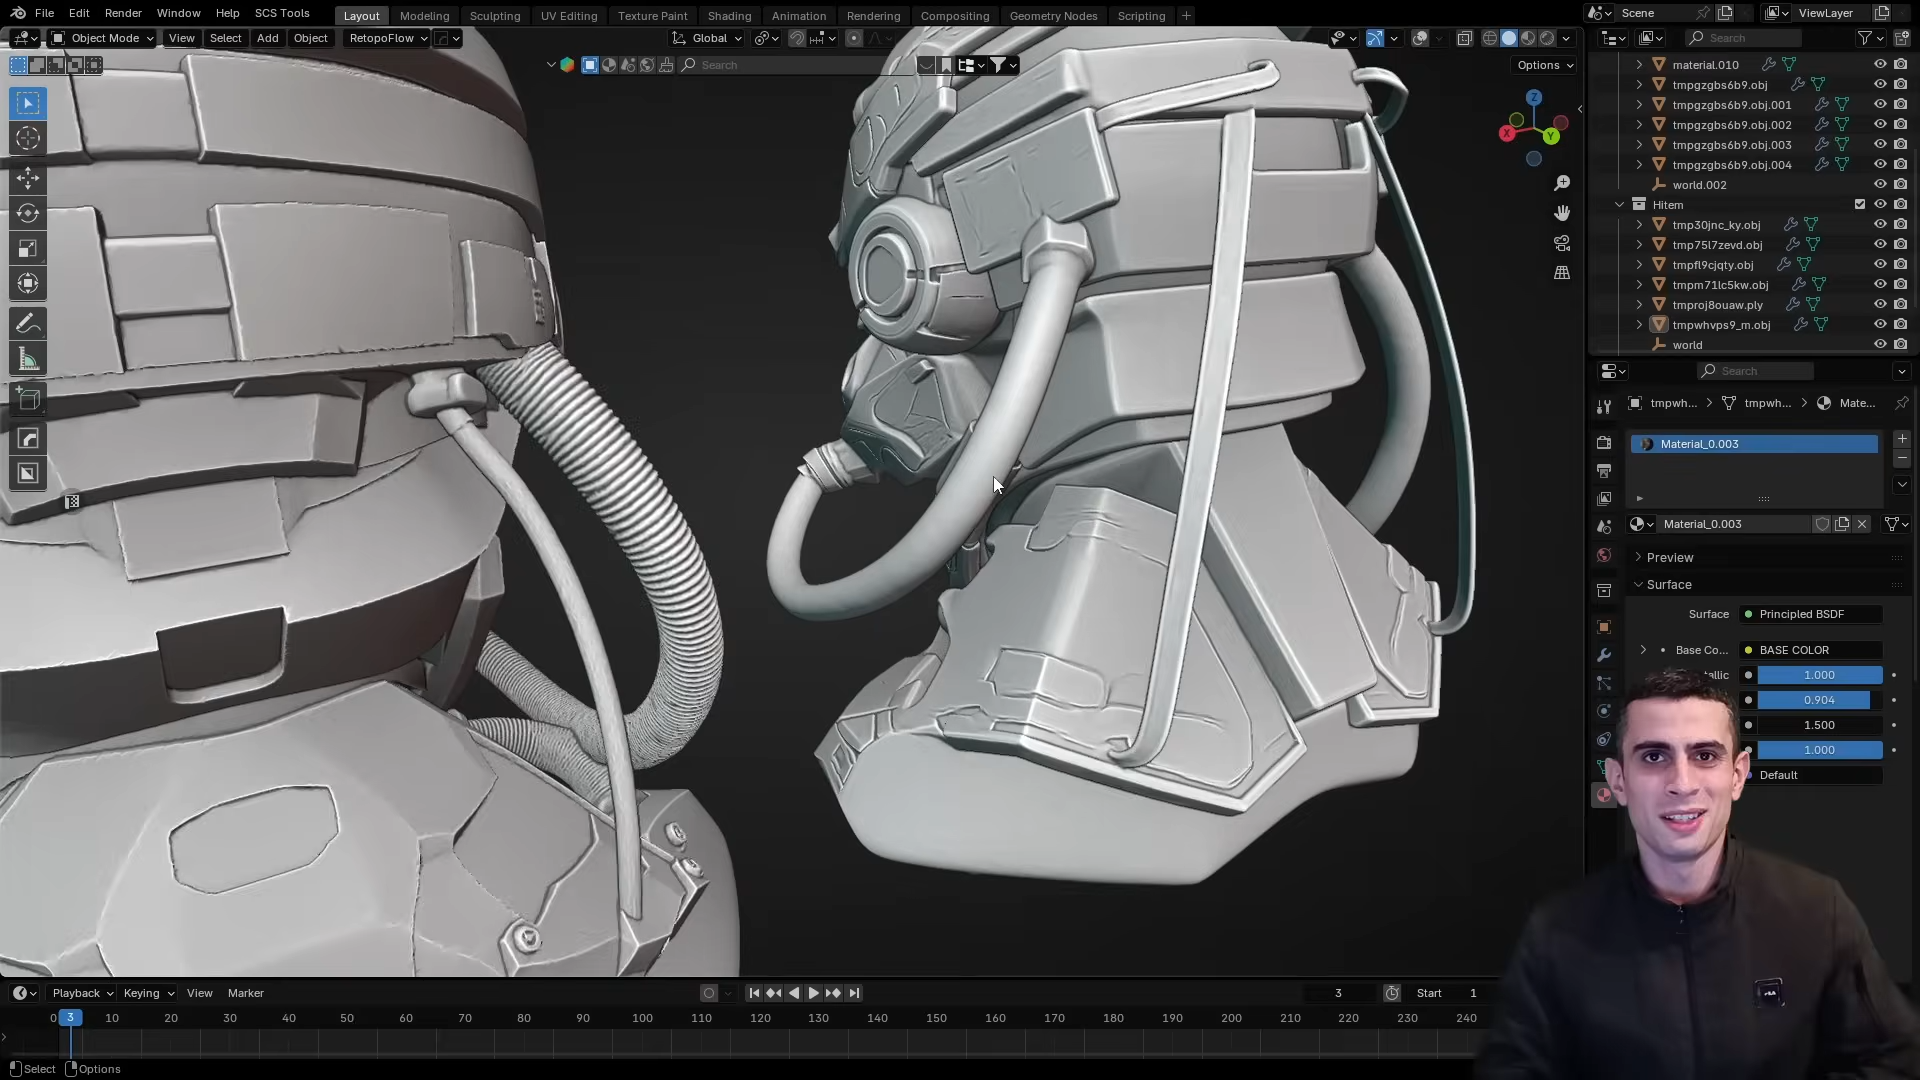 File Edit Render Window Help SCS Tools Layout Modeling Sculpting UV Editing Texture Paint Shading Animation Rendering Compositing Geometry Nodes Scripting + Scene ViewLayer
Object Mode View Select Add Object RetopoFlow Global Search
Search Options
material.010
tmpgzgbs6b9.obj
tmpgzgbs6b9.obj.001
tmpgzgbs6b9.obj.002
tmpgzgbs6b9.obj.003
tmpgzgbs6b9.obj.004
world.002
Hitem
tmp30jnc_ky.obj
tmp75l7zevd.obj
tmpfl9cjqty.obj
tmpm71lc5kw.obj
tmproj8ouaw.ply
tmpwhvps9_m.obj
world
Z
X
Y
Search
tmpwh... > tmpwh... > Mate...
Material_0.003
Material_0.003
Preview
Surface
Surface Principled BSDF
Base Co... BASE COLOR
tallic 1.000
0.904
1.500
1.000
Default
Playback Keying View Marker 3 Start 1
0 3 10 20 30 40 50 60 70 80 90 100 110 120 130 140 150 160 170 180 190 200 210 220 230 240
Select Options